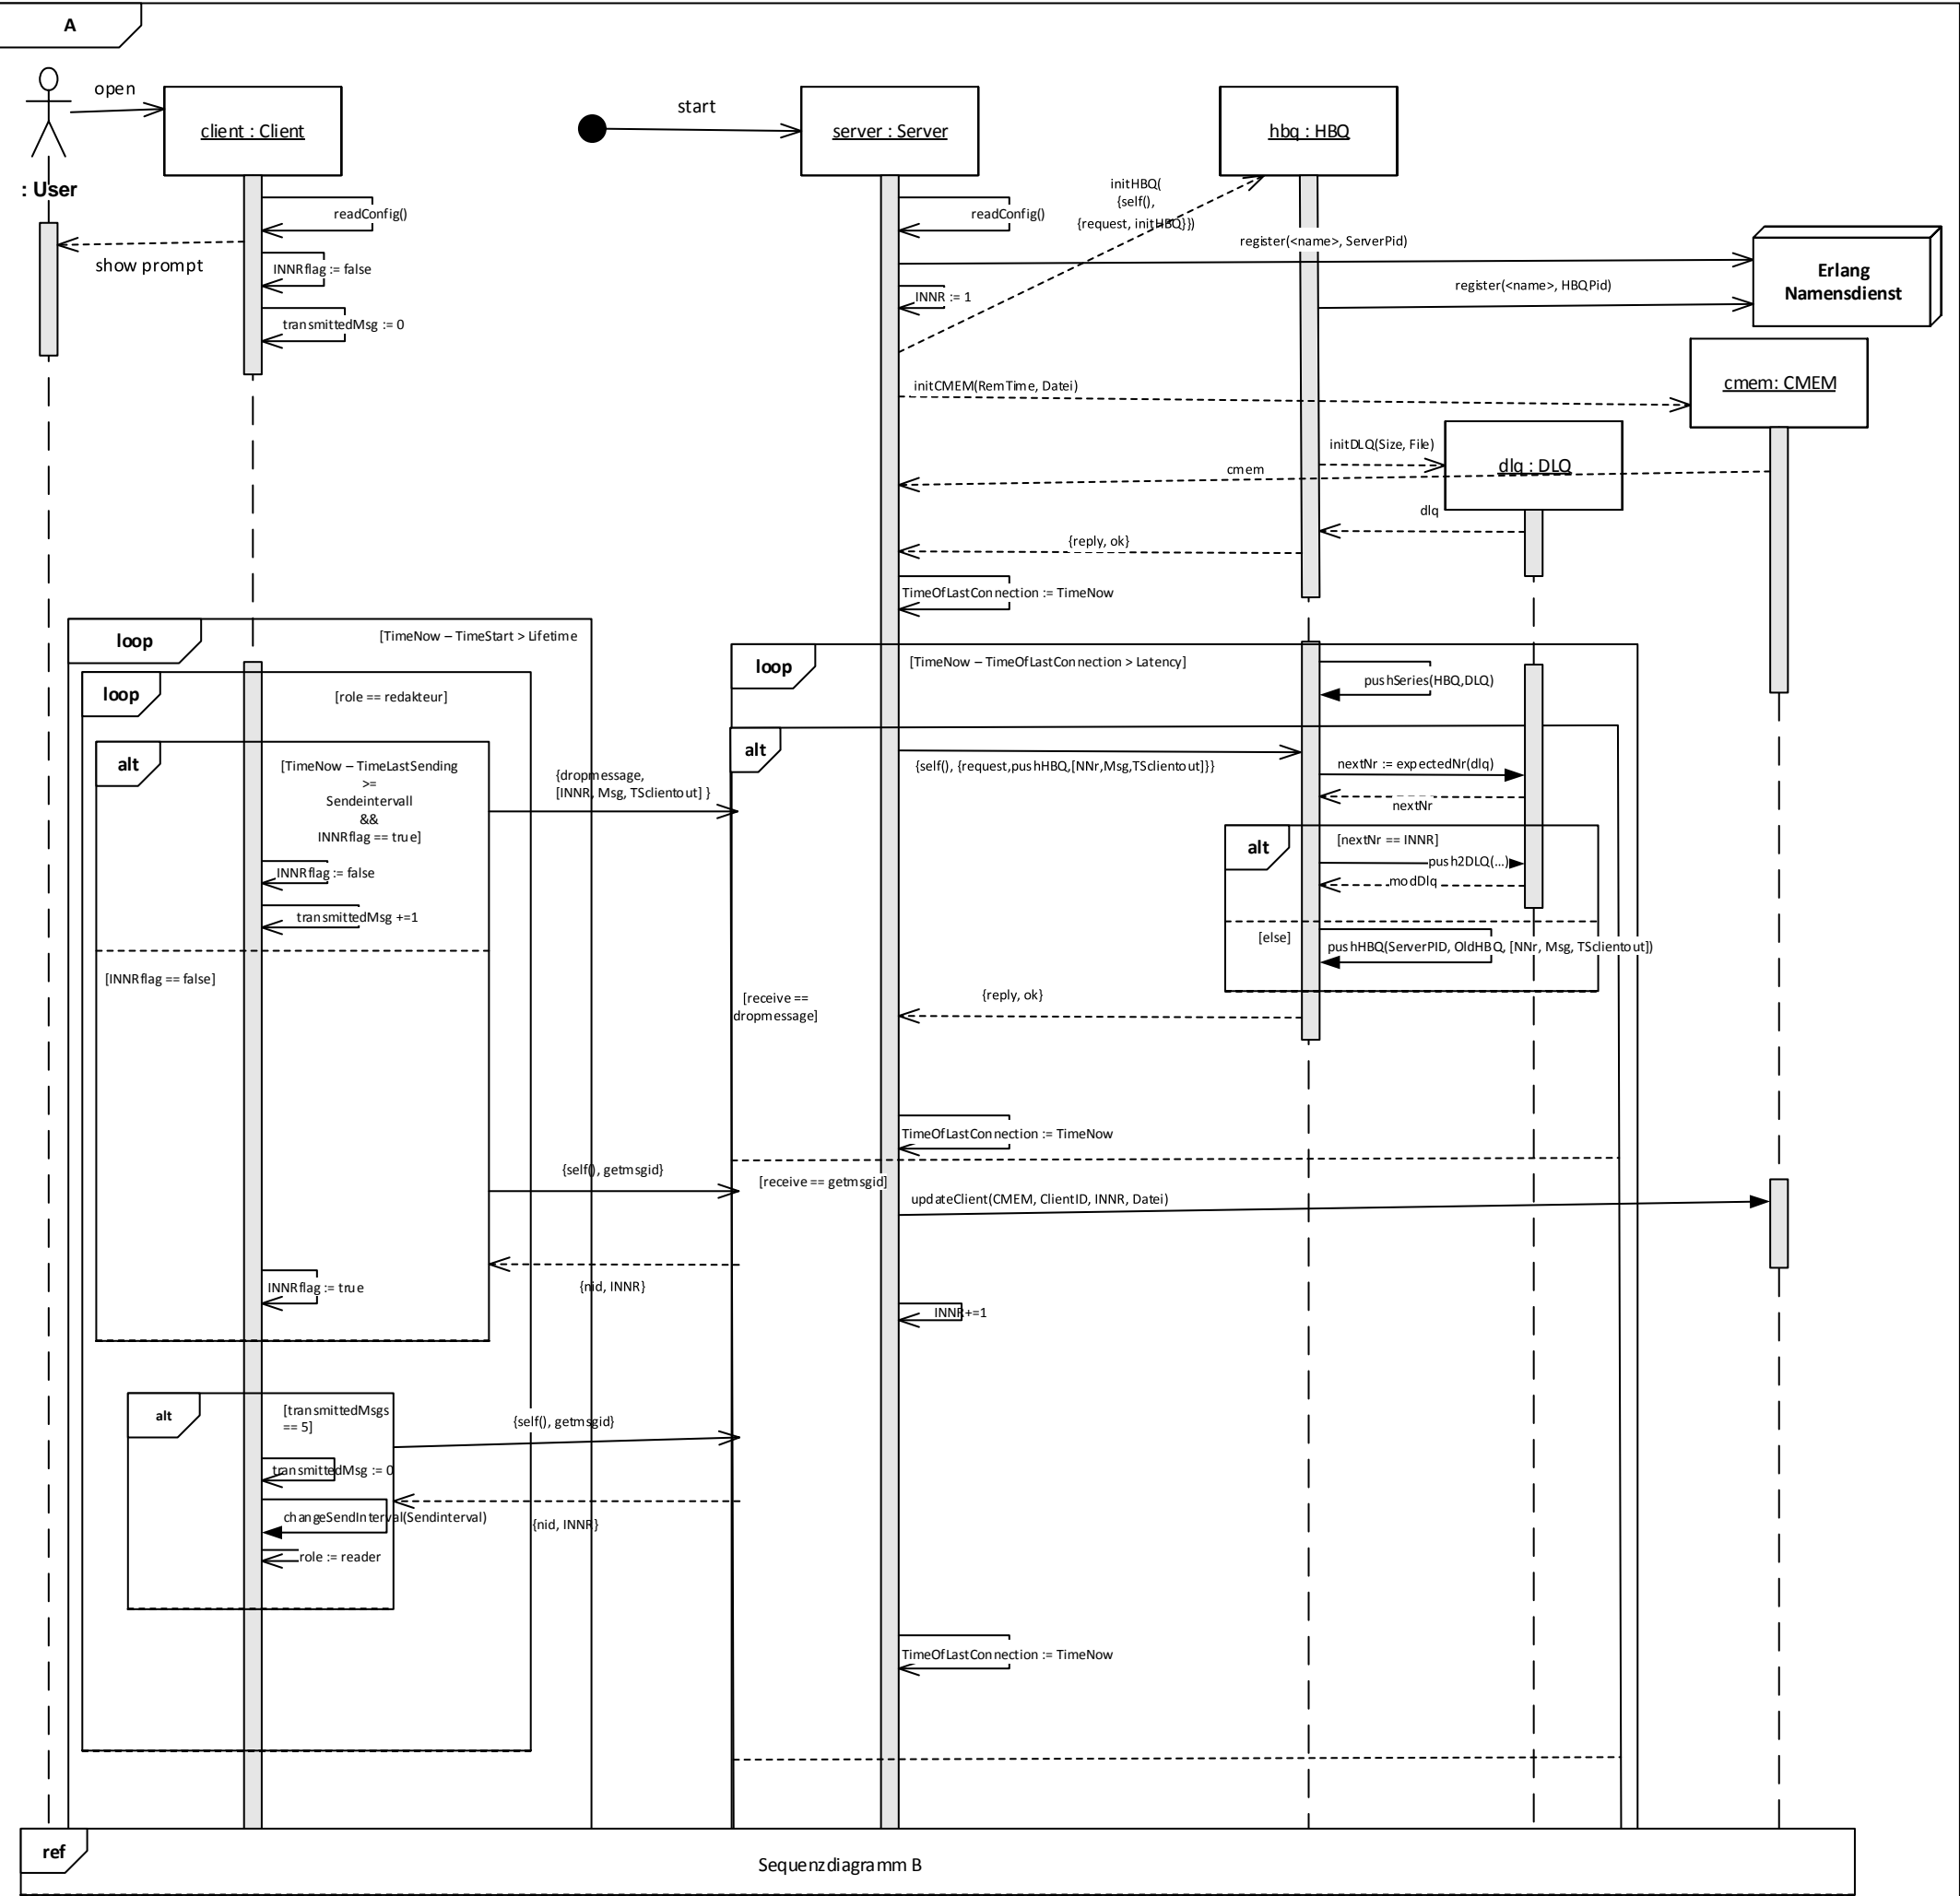 A
open
start
client : Client
server : Server
hbq : HBQ
: User
readConfig()
readConfig()
initHBQ(
{self(),
{request, initHBQ}})
register(<name>, ServerPid)
show prompt
INNRflag := false
INNR := 1
register(<name>, HBQPid)
Erlang
Namensdienst
transmittedMsg := 0
initCMEM(RemTime, Datei)
cmem: CMEM
initDLQ(Size, File)
dlq : DLQ
cmem
dlq
{reply, ok}
TimeOfLastConnection := TimeNow
loop
[TimeNow – TimeStart > Lifetime
loop
[TimeNow – TimeOfLastConnection > Latency]
pushSeries(HBQ,DLQ)
loop
[role == redakteur]
alt
[TimeNow – TimeLastSending
>=
Sendeintervall
&&
INNRflag == true]
{dropmessage,
[INNR, Msg, TSclientout] }
alt
{self(), {request,pushHBQ,[NNr,Msg,TSclientout]}}
nextNr := expectedNr(dlq)
nextNr
alt
[nextNr == INNR]
push2DLQ(...)
modDlq
INNRflag := false
transmittedMsg +=1
[else]
pushHBQ(ServerPID, OldHBQ, [NNr, Msg, TSclientout])
[INNRflag == false]
[receive ==
dropmessage]
{reply, ok}
TimeOfLastConnection := TimeNow
{self(), getmsgid}
[receive == getmsgid]
updateClient(CMEM, ClientID, INNR, Datei)
INNRflag := true
{nid, INNR}
INNR+=1
alt
[transmittedMsgs
== 5]
{self(), getmsgid}
transmittedMsg := 0
changeSendInterval(Sendinterval)
{nid, INNR}
role := reader
TimeOfLastConnection := TimeNow
ref
Sequenzdiagramm B